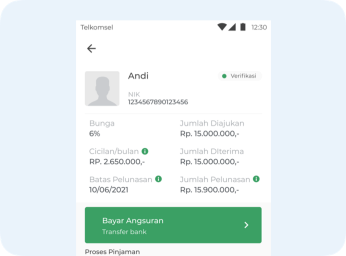 Telkomsel 12:30
Andi
Verifikasi
NIK
1234567890123456
Bunga
6%
Jumlah Diajukan
Rp. 15.000.000,-
Cicilan/bulan
RP. 2.650.000,-
Jumlah Diterima
Rp. 15.000.000,-
Batas Pelunasan
10/06/2021
Jumlah Pelunasan
Rp. 15.900.000,-
Bayar Angsuran
Transfer bank
Proses Pinjaman